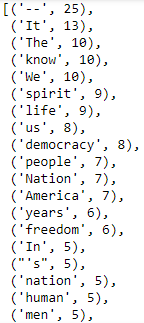 [('--', 25),
('It', 13),
('The', 10),
('know', 10),
('We', 10),
('spirit', 9),
('life', 9),
('us', 8),
('democracy', 8),
('people', 7),
('Nation', 7),
('America', 7),
('years', 6),
('freedom', 6),
('In', 5),
("'s", 5),
('nation', 5),
('human', 5),
('men', 5),